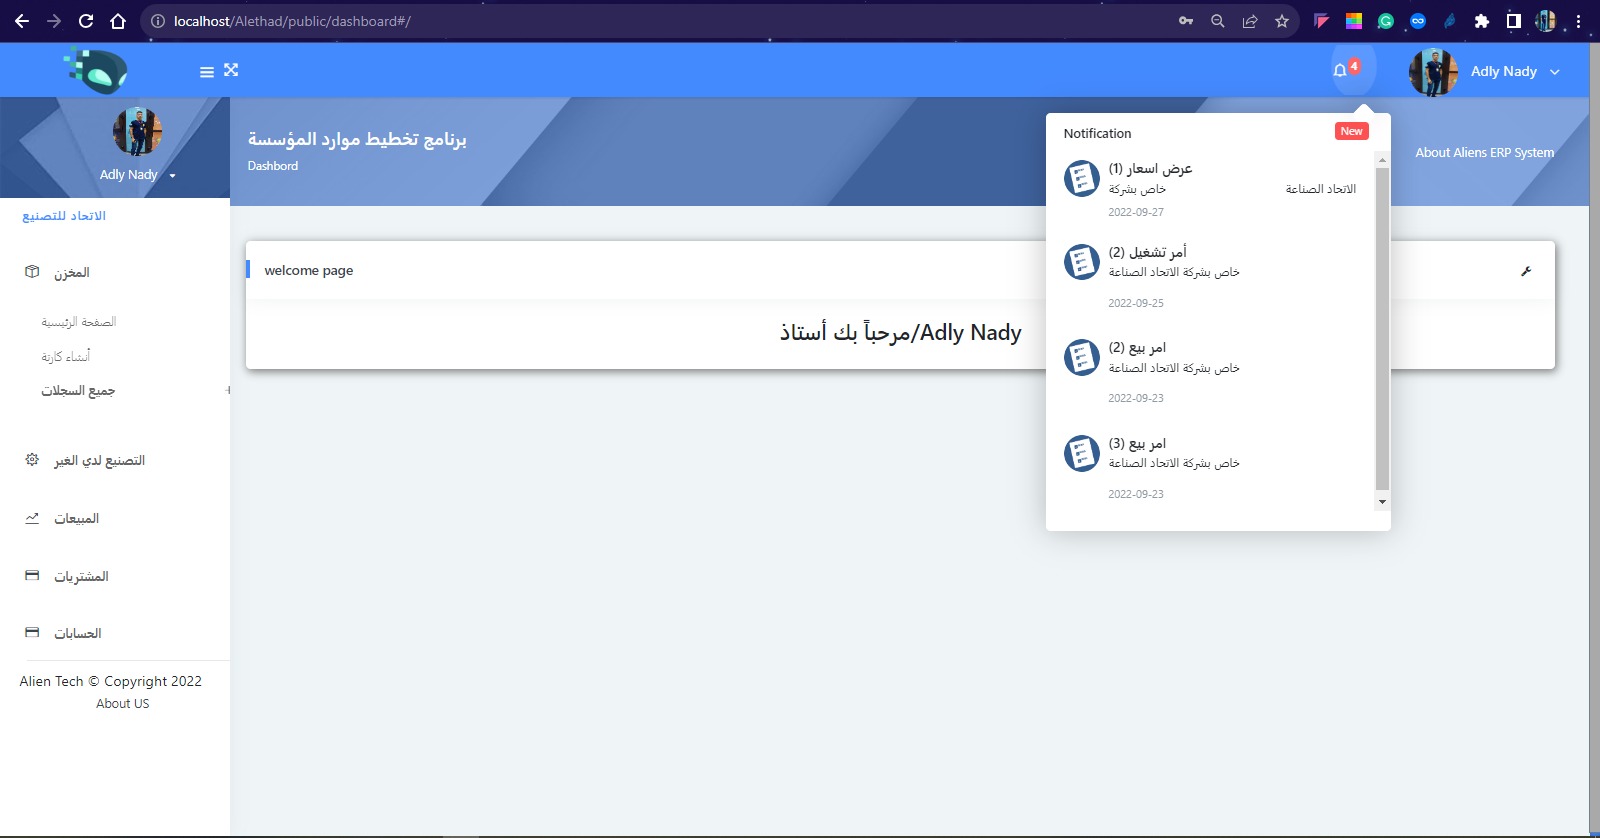 localhost/Alethad/public/dashboard#/
4
Adly Nady
Adly Nady
برنامج تخطيط موارد المؤسسة
Dashbord
About Aliens ERP System
الاتحاد للتصنيع
المخزن
الصفحة الرئيسية
أنشاء كارتة
جميع السجلات
التصنيع لدي الغير
المبيعات
المشتريات
الحسابات
Alien Tech © Copyright 2022
About US
welcome page
مرحباً بك أستاذ/Adly Nady
Notification
New
عرض اسعار (1)
خاص بشركة الاتحاد الصناعة
2022-09-27
أمر تشغيل (2)
خاص بشركة الاتحاد الصناعة
2022-09-25
امر بيع (2)
خاص بشركة الاتحاد الصناعة
2022-09-23
امر بيع (3)
خاص بشركة الاتحاد الصناعة
2022-09-23